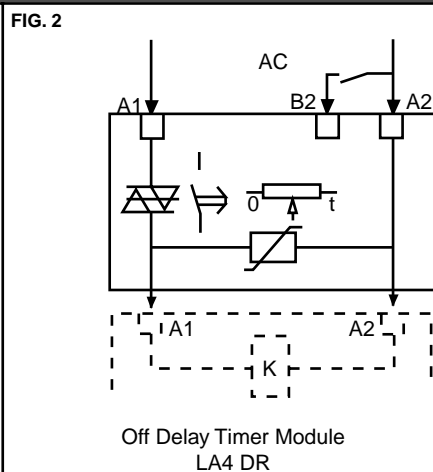 FIG. 2
AC
A1
B2
A2
I
0
t
A1
A2
K
Off Delay Timer Module
LA4 DR